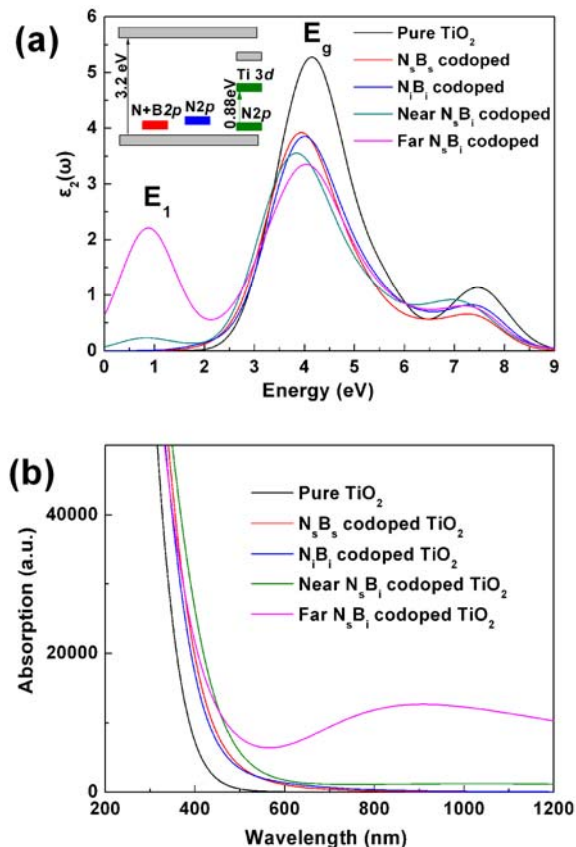 (a)
E_g
E_1
3.2 eV
N+B2p
N2p
Ti 3d
0.88eV
N2p
Pure TiO₂
NₛBₛ codoped
NᵢBᵢ codoped
Near NₛBᵢ codoped
Far NₛBᵢ codoped
ε₂(ω)
6
5
4
3
2
1
0
0 1 2 3 4 5 6 7 8 9
Energy (eV)
(b)
Pure TiO₂
NₛBₛ codoped TiO₂
NᵢBᵢ codoped TiO₂
Near NₛBᵢ codoped TiO₂
Far NₛBᵢ codoped TiO₂
Absorption (a.u.)
40000
20000
0
200 400 600 800 1000 1200
Wavelength (nm)